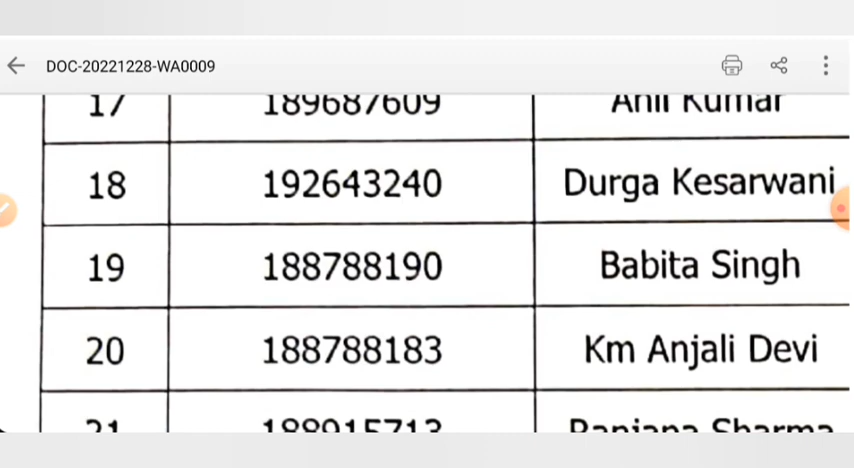 DOC-20221228-WA0009
17 189687609 Anil Kumar
18 192643240 Durga Kesarwani
19 188788190 Babita Singh
20 188788183 Km Anjali Devi
21 188915713 Ranjana Sharma